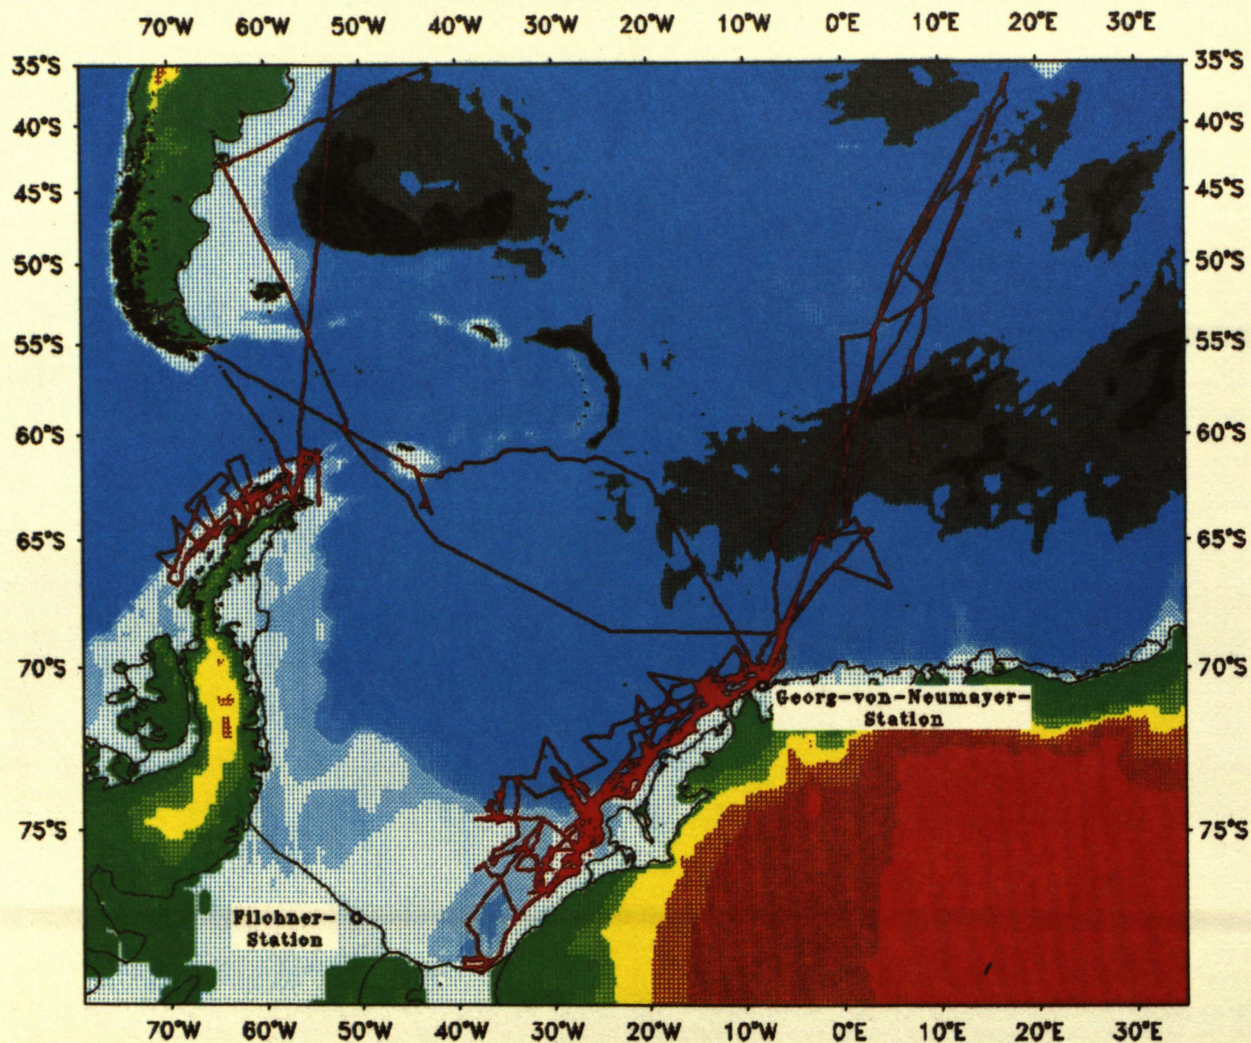 70°W 60°W 50°W 40°W 30°W 20°W 10°W 0°E 10°E 20°E 30°E
35°S 35°S
40°S 40°S
45°S 45°S
50°S 50°S
55°S 55°S
60°S 60°S
65°S 65°S
70°S 70°S
Georg-von-Neumayer-
Station
75°S 75°S
Filchner-
Station
70°W 60°W 50°W 40°W 30°W 20°W 10°W 0°E 10°E 20°E 30°E